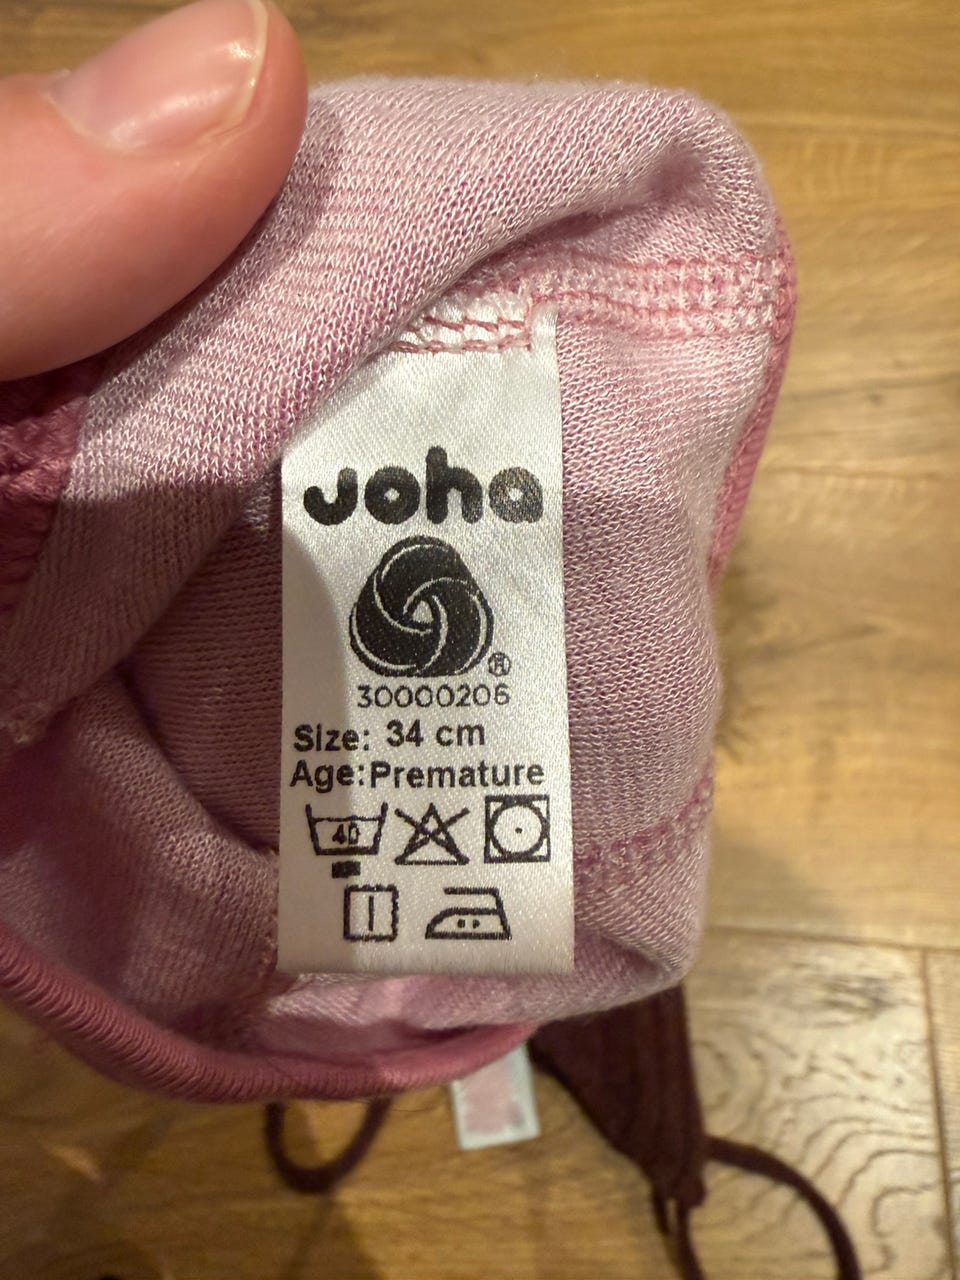 joha
®
30000206
Size: 34 cm
Age:Premature
40